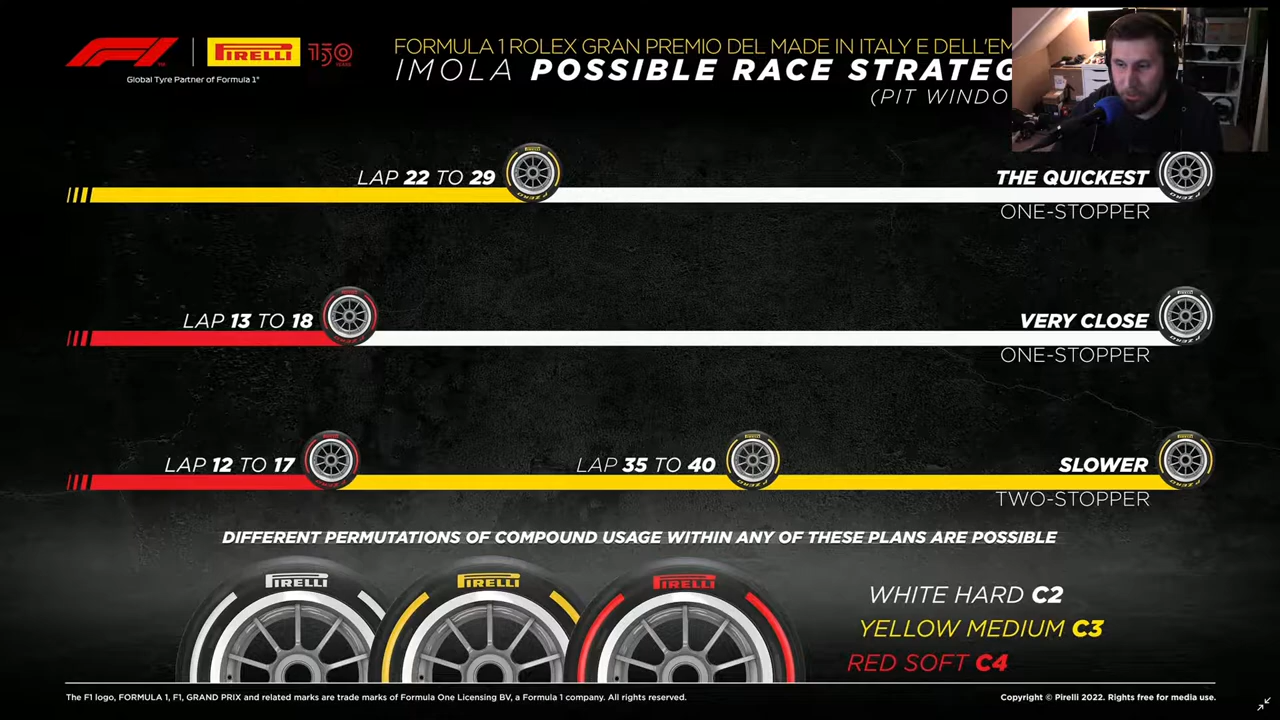 F1
PIRELLI
150
YEARS
Global Tyre Partner of Formula 1®
FORMULA 1 ROLEX GRAN PREMIO DEL MADE IN ITALY E DELL'EM
IMOLA POSSIBLE RACE STRATEG
(PIT WINDO
LAP 22 TO 29
THE QUICKEST
ONE-STOPPER
LAP 13 TO 18
VERY CLOSE
ONE-STOPPER
LAP 12 TO 17
LAP 35 TO 40
SLOWER
TWO-STOPPER
DIFFERENT PERMUTATIONS OF COMPOUND USAGE WITHIN ANY OF THESE PLANS ARE POSSIBLE
PIRELLI PIRELLI PIRELLI
WHITE HARD C2
YELLOW MEDIUM C3
RED SOFT C4
The F1 logo, FORMULA 1, F1, GRAND PRIX and related marks are trade marks of Formula One Licensing BV, a Formula 1 company. All rights reserved.
Copyright © Pirelli 2022. Rights free for media use.